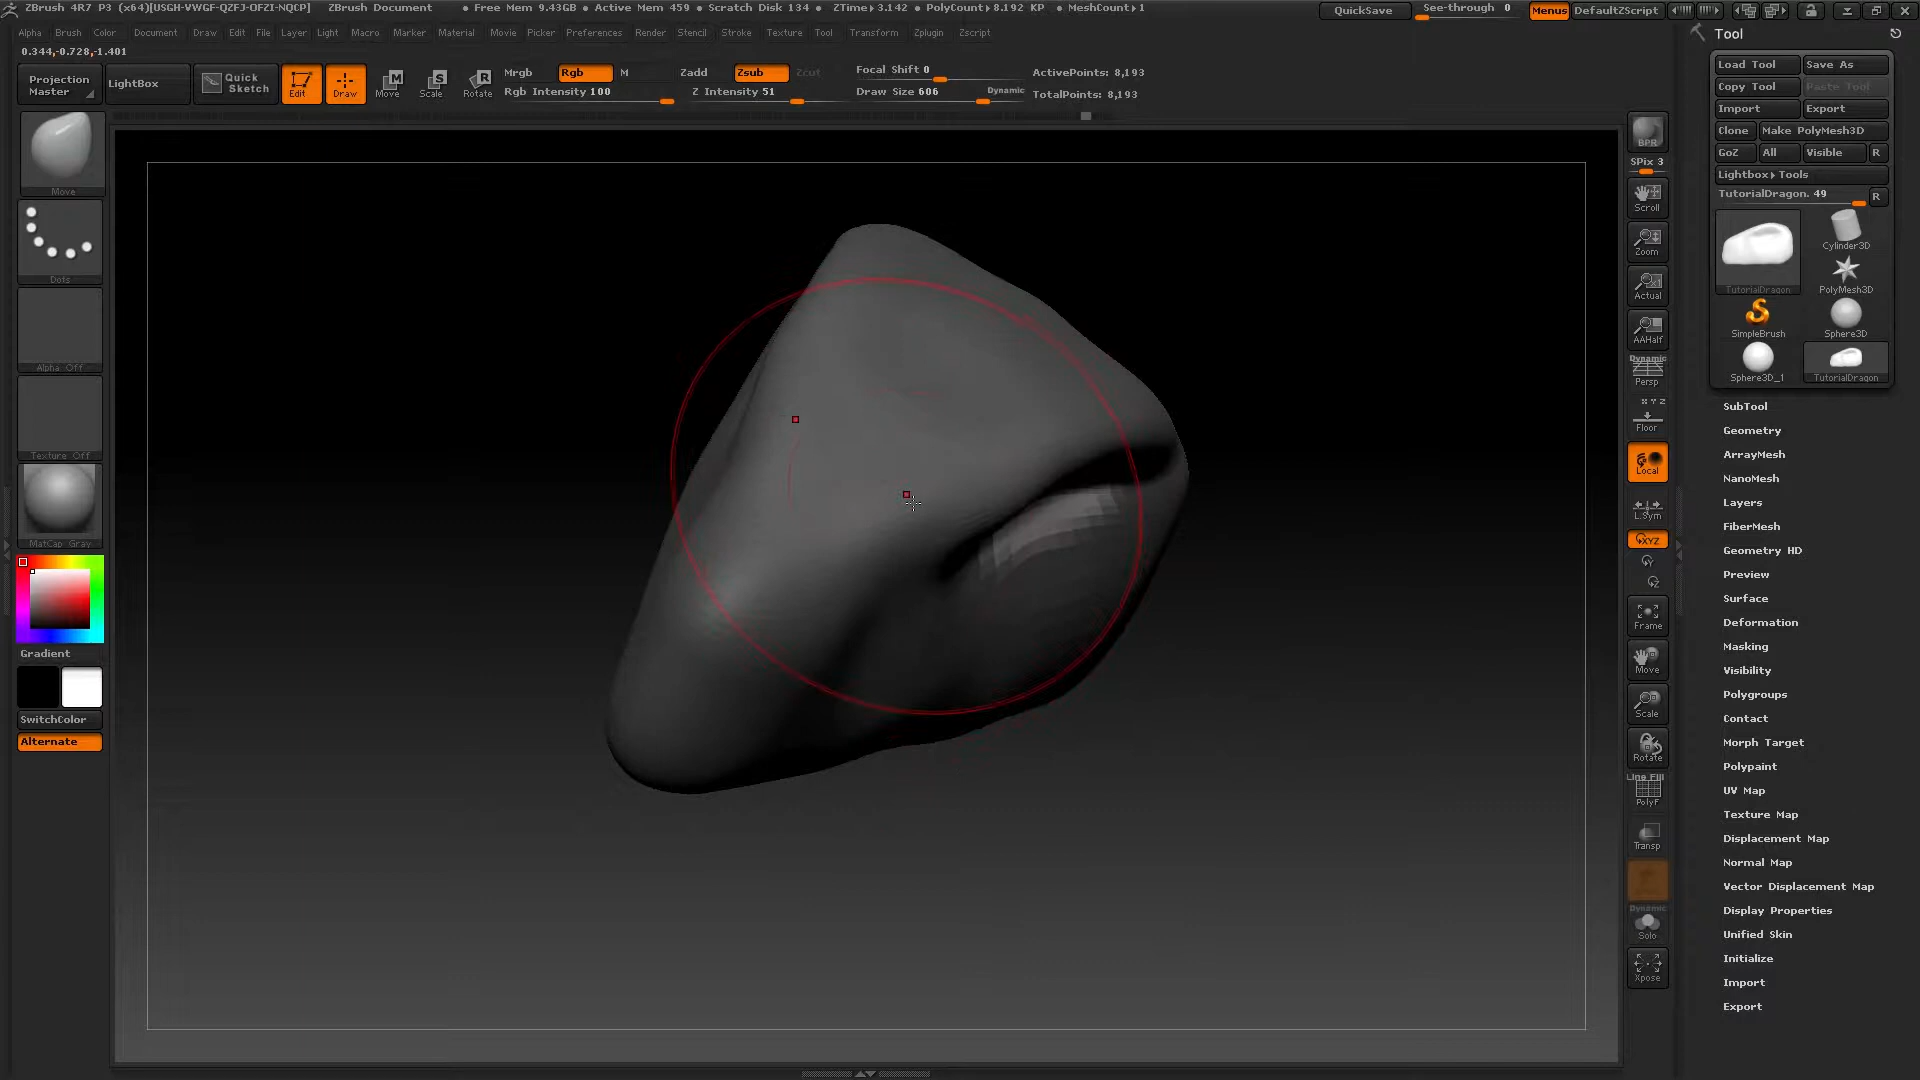 ZBrush 4R7 P3 (x64)[USGH-VWGF-QZFJ-OFZI-NQCP] ZBrush Document • Free Mem 9.43GB • Active Mem 459 • Scratch Disk 134 • ZTime▸3.142 • PolyCount▸8.192 KP • MeshCount▸1 QuickSave See-through 0 Menus DefaultZScript
Alpha Brush Color Document Draw Edit File Layer Light Macro Marker Material Movie Picker Preferences Render Stencil Stroke Texture Tool Transform Zplugin Zscript
0.344,-0.728,-1.401
Projection Master
LightBox
Quick Sketch
Edit
Draw
Move
Scale
Rotate
Mrgb Rgb M
Rgb Intensity 100
Zadd Zsub Zcut
Z Intensity 51
Focal Shift 0
Draw Size 606 Dynamic
ActivePoints: 8,193
TotalPoints: 8,193
Move
Dots
Alpha Off
Texture Off
MatCap Gray
Gradient
SwitchColor
Alternate
BPR
SPix 3
Scroll
Zoom
Actual
AAHalf
Dynamic
Persp
X Y Z
Floor
Local
L.Sym
XYZ
Y
Z
Frame
Move
Scale
Rotate
Line Fill
PolyF
Transp
Dynamic
Solo
Xpose
Tool
Load Tool Save As
Copy Tool Paste Tool
Import Export
Clone Make PolyMesh3D
GoZ All Visible R
Lightbox▸Tools
TutorialDragon. 49 R
TutorialDragon
Cylinder3D
PolyMesh3D
SimpleBrush
Sphere3D
Sphere3D_1
TutorialDragon
SubTool
Geometry
ArrayMesh
NanoMesh
Layers
FiberMesh
Geometry HD
Preview
Surface
Deformation
Masking
Visibility
Polygroups
Contact
Morph Target
Polypaint
UV Map
Texture Map
Displacement Map
Normal Map
Vector Displacement Map
Display Properties
Unified Skin
Initialize
Import
Export